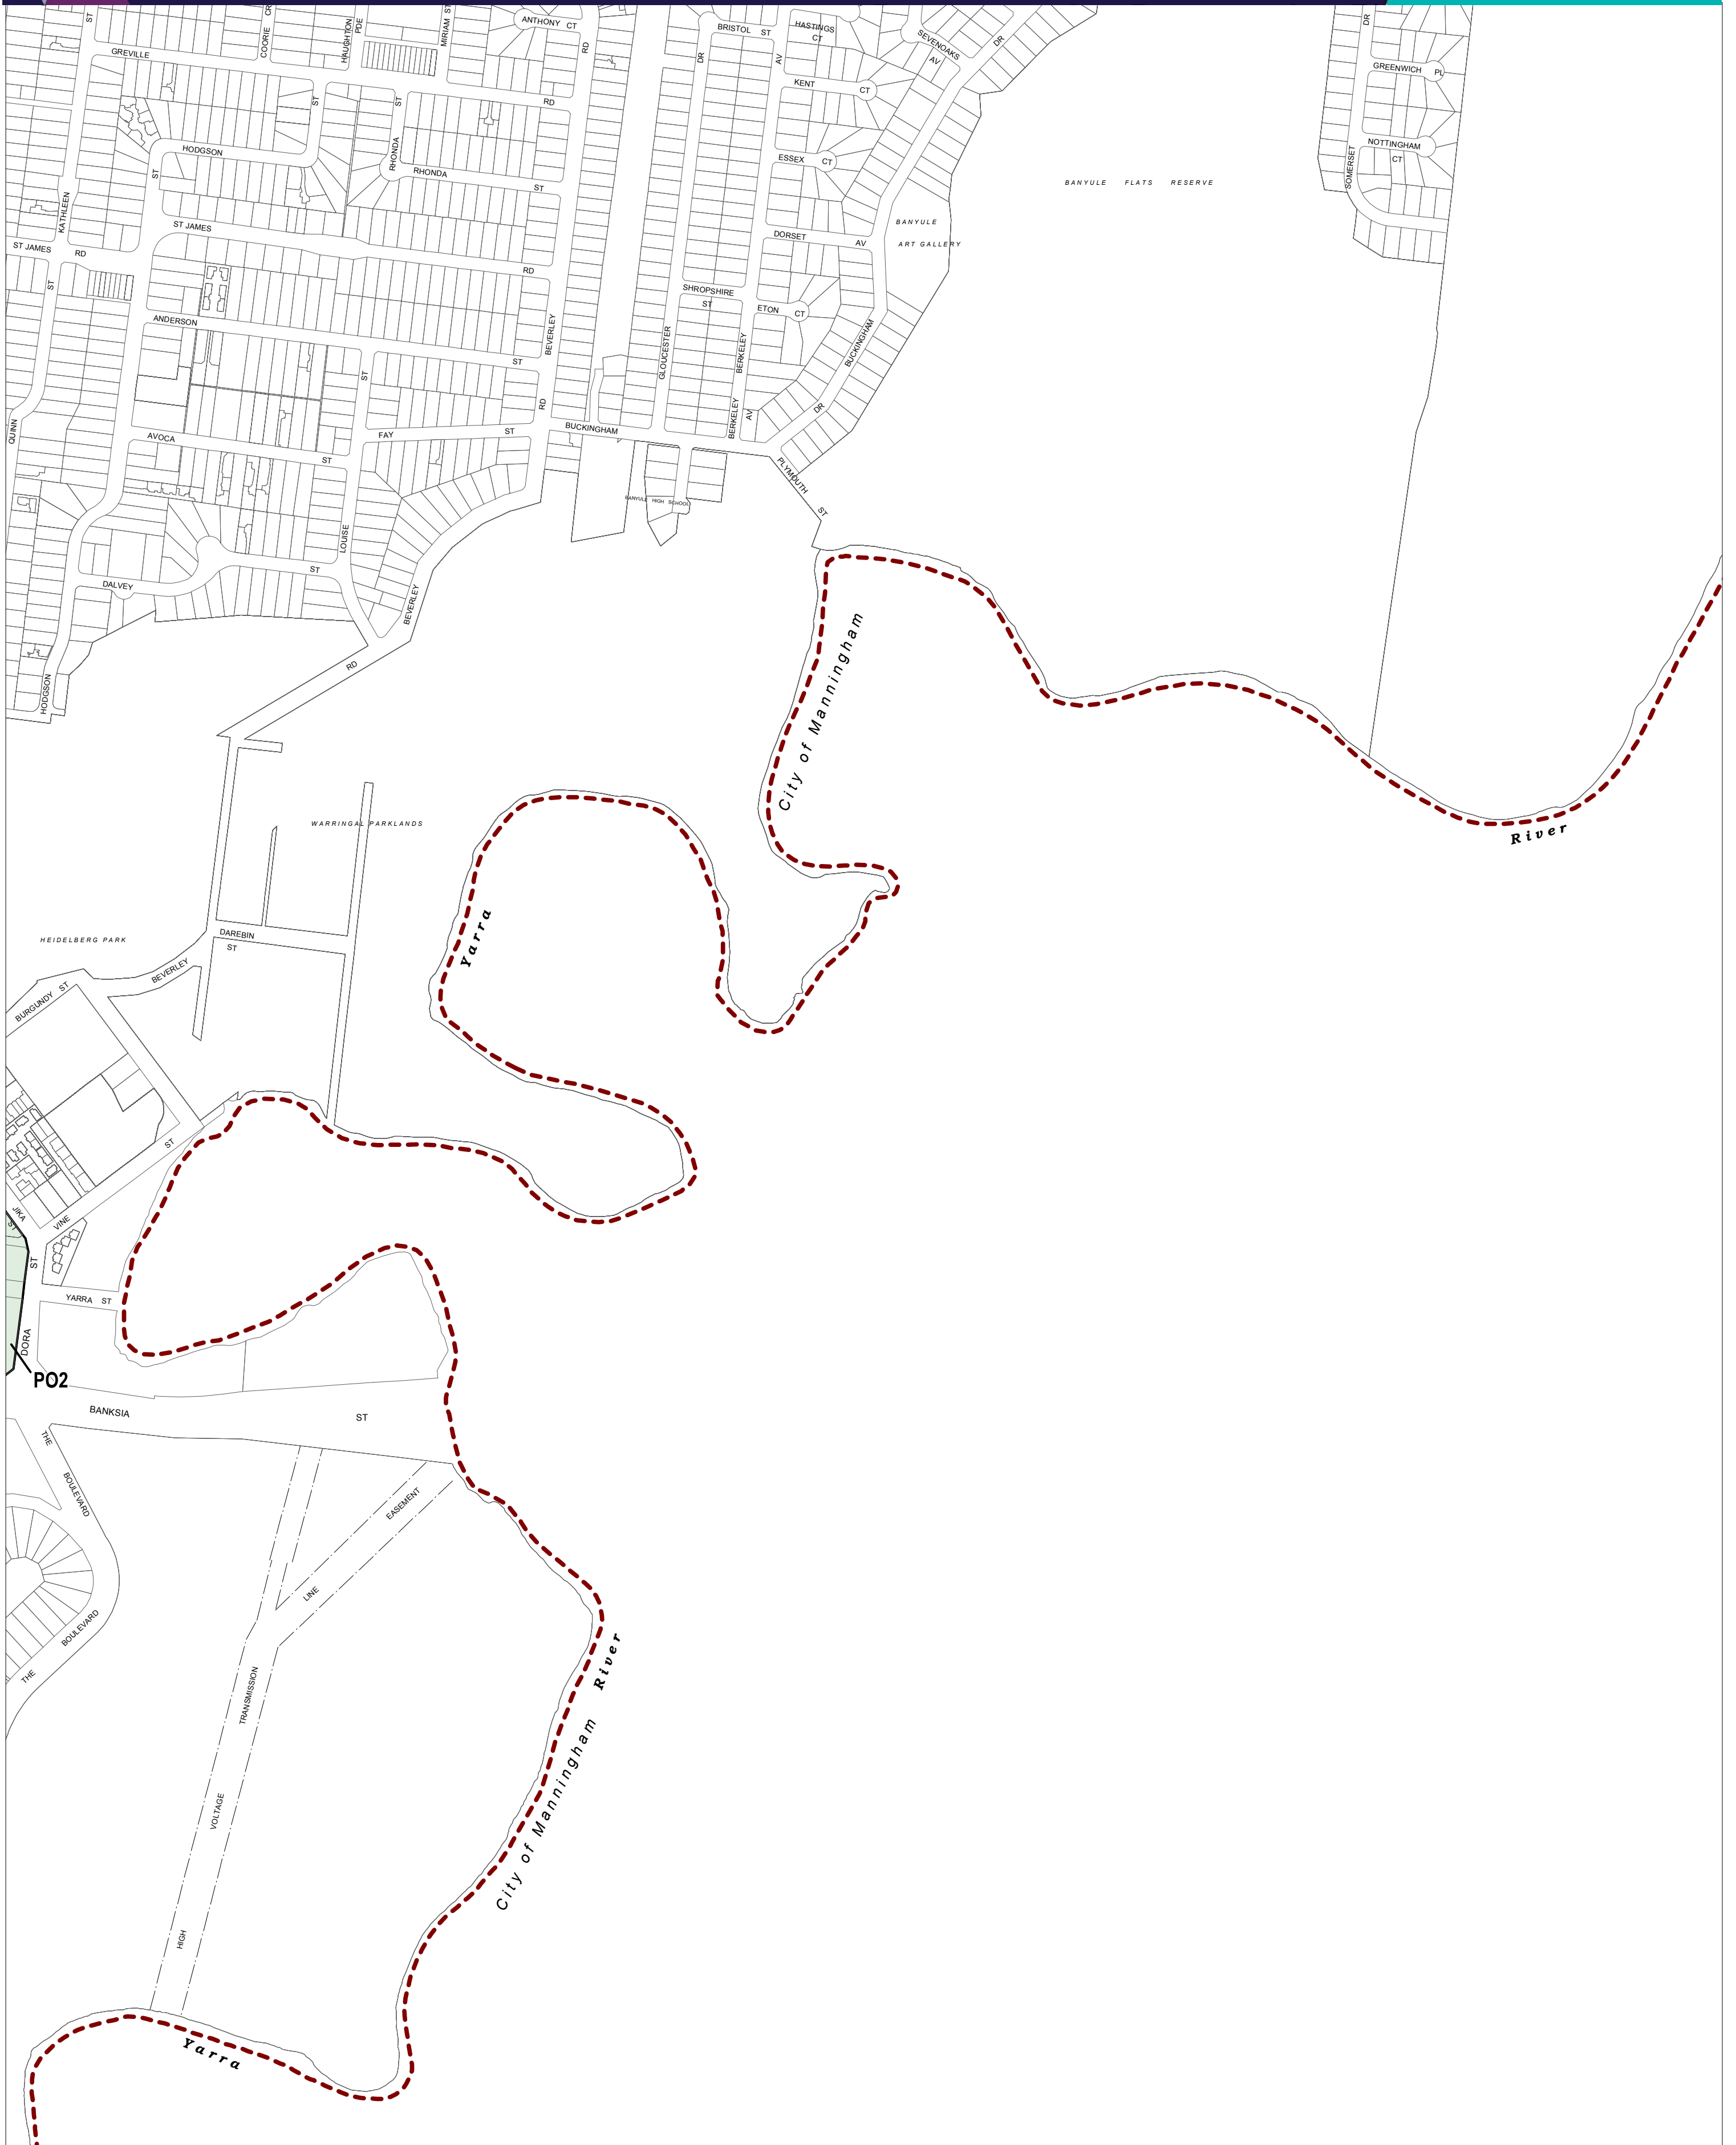 ST
COORIE CR
HAUGHTON
PDE
MIRIAM ST
ANTHONY CT
RD
DR
BRISTOL ST
AV
HASTINGS
CT
SEVENOAKS
AV
DR
DR
GREVILLE
GREENWICH PL
KENT CT
ST
ST
RD
HODGSON
RHONDA
ESSEX CT
NOTTINGHAM
CT
SOMERSET
RHONDA
ST
ST
BANYULE FLATS RESERVE
KATHLEEN
ST JAMES
BANYULE
ART GALLERY
DORSET AV
ST JAMES
RD
RD
ST
SHROPSHIRE
ST
ETON CT
ANDERSON
BEVERLEY
GLOUCESTER
BERKELEY
BUCKINGHAM
ST
ST
RD
DR
BERKELEY
AV
QUINN
AVOCA
ST
FAY ST
BUCKINGHAM
PLYMOUTH
ST
BANYULE HIGH SCHOOL
LOUISE
ST
DALVEY
BEVERLEY
RD
HODGSON
City of Manningham
WARRINGAL PARKLANDS
River
Yarra
DAREBIN
ST
HEIDELBERG PARK
BEVERLEY
BURGUNDY ST
ST
JIKA
ST
VINE
ST
YARRA ST
DORA
PO2
BANKSIA
ST
THE
BOULEVARD
EASEMENT
LINE
BOULEVARD
THE
River
TRANSMISSION
City of Manningham
VOLTAGE
HIGH
Yarra